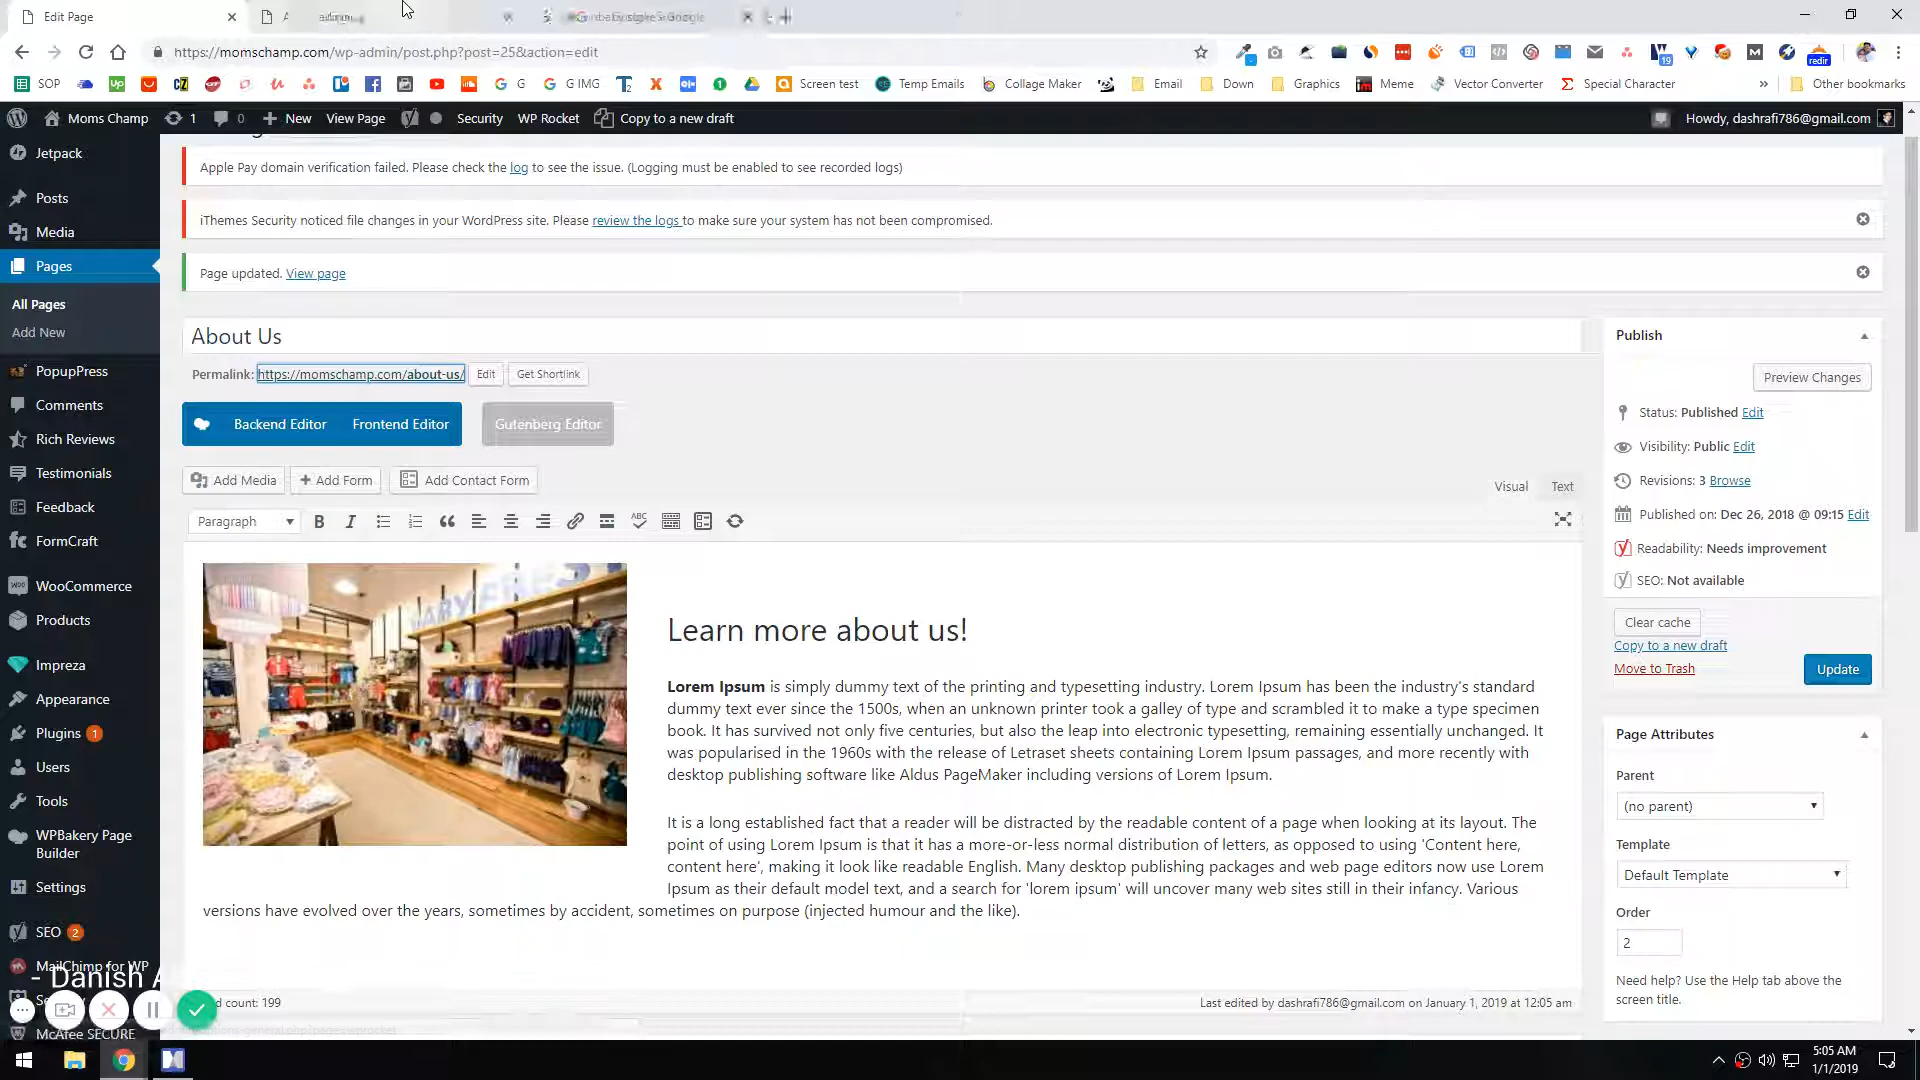 Edit Page
https://momschamp.com/wp-admin/post.php?post=25&action=edit
19
redir
SOP
G
G IMG
Screen test
Temp Emails
Collage Maker
Email
Down
Graphics
Meme
Vector Converter
Special Character
»
Other bookmarks
Moms Champ
1
0
New
View Page
Security
WP Rocket
Copy to a new draft
Howdy, dashrafi786@gmail.com
Jetpack
Posts
Media
Pages
All Pages
Add New
PopupPress
Comments
Rich Reviews
Testimonials
Feedback
FormCraft
WooCommerce
Products
Impreza
Appearance
Plugins 1
Users
Tools
WPBakery Page
Builder
Settings
SEO 2
MailChimp for WP
McAfee SECURE
- Danish A
Apple Pay domain verification failed. Please check the log to see the issue. (Logging must be enabled to see recorded logs)
iThemes Security noticed file changes in your WordPress site. Please review the logs to make sure your system has not been compromised.
Page updated. View page
About Us
Permalink: https://momschamp.com/about-us/ Edit Get Shortlink
Backend Editor
Frontend Editor
Gutenberg Editor
Add Media
Add Form
Add Contact Form
Visual
Text
Paragraph
B
I
ABC
Learn more about us!
Lorem Ipsum is simply dummy text of the printing and typesetting industry. Lorem Ipsum has been the industry's standard
dummy text ever since the 1500s, when an unknown printer took a galley of type and scrambled it to make a type specimen
book. It has survived not only five centuries, but also the leap into electronic typesetting, remaining essentially unchanged. It
was popularised in the 1960s with the release of Letraset sheets containing Lorem Ipsum passages, and more recently with
desktop publishing software like Aldus PageMaker including versions of Lorem Ipsum.
It is a long established fact that a reader will be distracted by the readable content of a page when looking at its layout. The
point of using Lorem Ipsum is that it has a more-or-less normal distribution of letters, as opposed to using 'Content here,
content here', making it look like readable English. Many desktop publishing packages and web page editors now use Lorem
Ipsum as their default model text, and a search for 'lorem ipsum' will uncover many web sites still in their infancy. Various
versions have evolved over the years, sometimes by accident, sometimes on purpose (injected humour and the like).
count: 199
Last edited by dashrafi786@gmail.com on January 1, 2019 at 12:05 am
Publish
Preview Changes
Status: Published Edit
Visibility: Public Edit
Revisions: 3 Browse
Published on: Dec 26, 2018 @ 09:15 Edit
Readability: Needs improvement
SEO: Not available
Clear cache
Copy to a new draft
Move to Trash
Update
Page Attributes
Parent
(no parent)
Template
Default Template
Order
2
Need help? Use the Help tab above the
screen title.
5:05 AM
1/1/2019